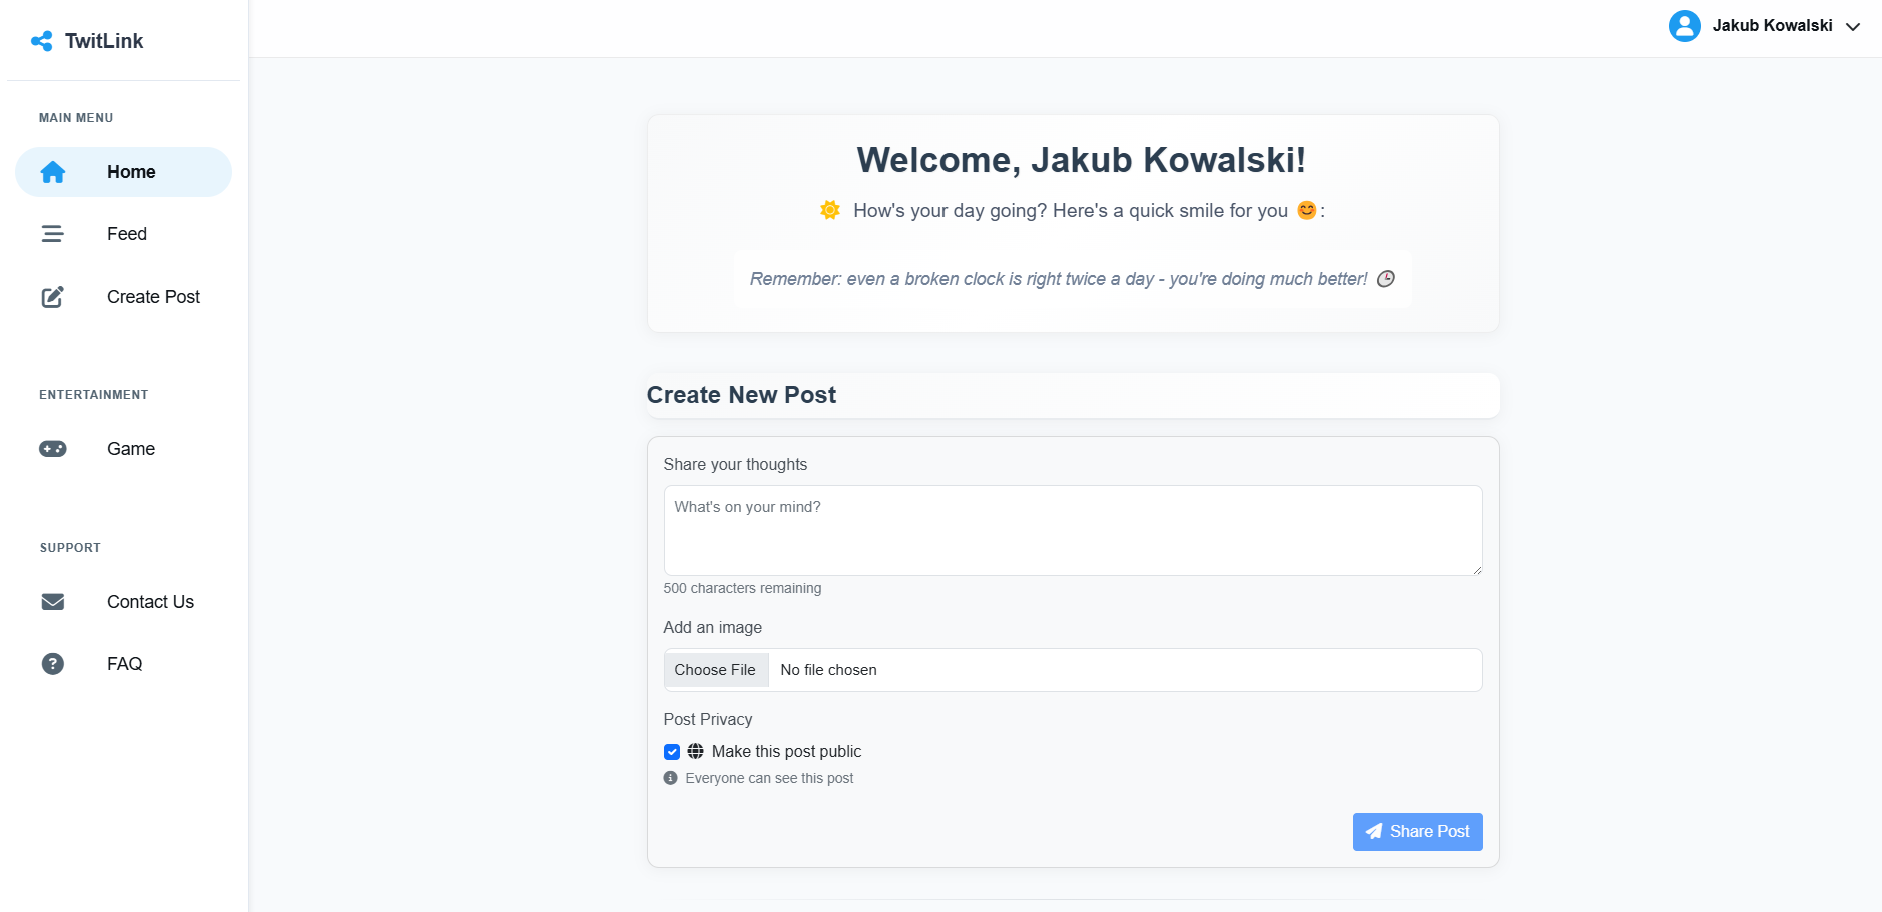 TwitLink
Jakub Kowalski
MAIN MENU
Home
Feed
Create Post
ENTERTAINMENT
Game
SUPPORT
Contact Us
FAQ
Welcome, Jakub Kowalski!
How's your day going? Here's a quick smile for you 😊:
Remember: even a broken clock is right twice a day - you're doing much better!
Create New Post
Share your thoughts
What's on your mind?
500 characters remaining
Add an image
Choose File No file chosen
Post Privacy
Make this post public
Everyone can see this post
Share Post